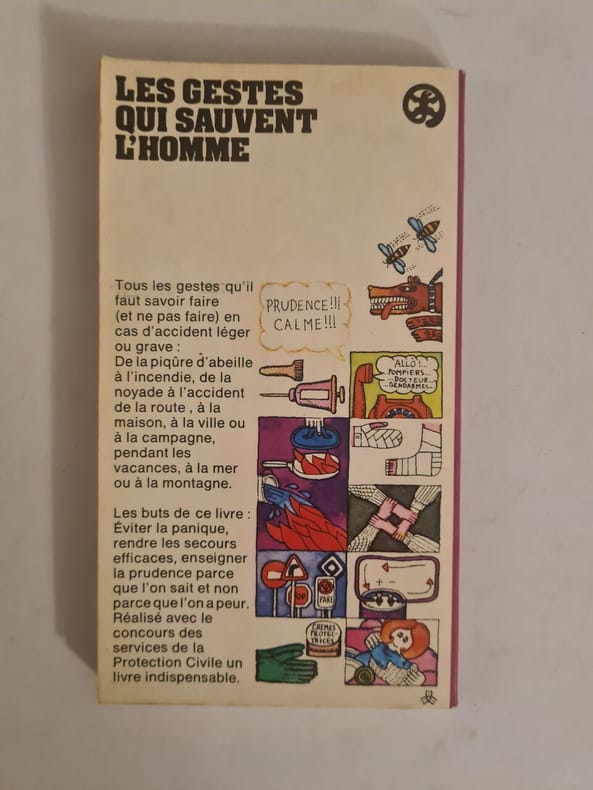 LES GESTES
QUI SAUVENT
L'HOMME
Tous les gestes qu'il
faut savoir faire
(et ne pas faire) en
cas d'accident léger
ou grave :
De la piqûre d'abeille
à l'incendie, de la
noyade à l'accident
de la route , à la
maison, à la ville ou
à la campagne,
pendant les
vacances, à la mer
ou à la montagne.
Les buts de ce livre :
Éviter la panique,
rendre les secours
efficaces, enseigner
la prudence parce
que l'on sait et non
parce que l'on a peur.
Réalisé avec le
concours des
services de la
Protection Civile un
livre indispensable.
PRUDENCE!!!
CALME!!!
ALLÔ!..
POMPIERS...
DOCTEUR...
GENDARMES...
+ -
CRÈMES
PROTEC-
TRICES